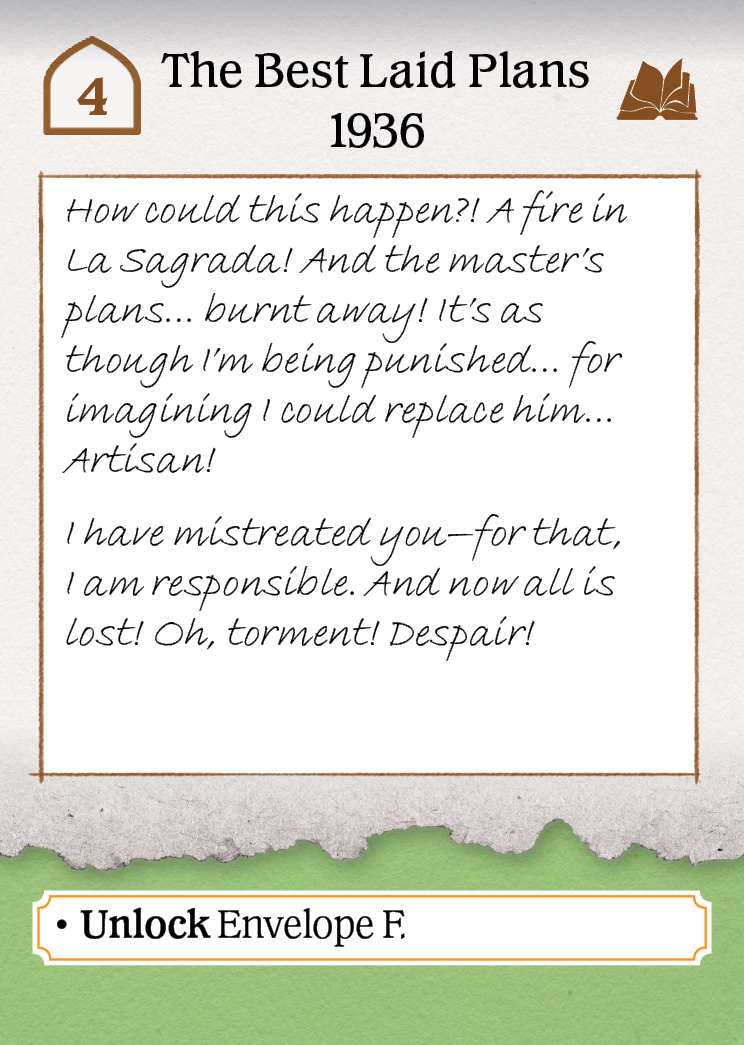 4
The Best Laid Plans
1936
How could this happen?! A fire in
La Sagrada! And the master's
plans... burnt away! It's as
though I'm being punished... for
imagining I could replace him...
Artisan!
I have mistreated you—for that,
I am responsible. And now all is
lost! Oh, torment! Despair!
• Unlock Envelope F.